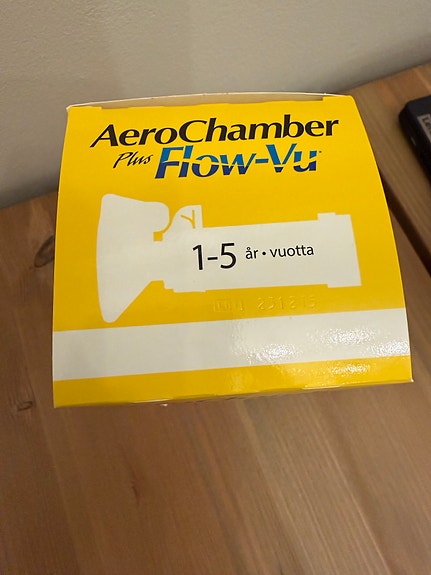 AeroChamber
Plus Flow-Vu
1-5 år • vuotta